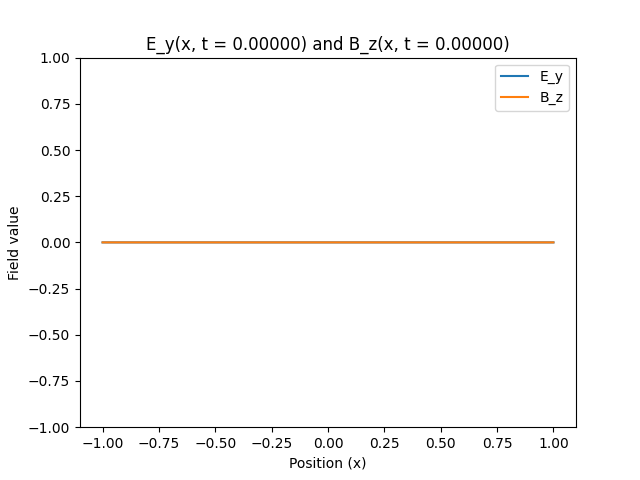 E_y(x, t = 0.00000) and B_z(x, t = 0.00000)
E_y
B_z
1.00
0.75
0.50
0.25
0.00
−0.25
−0.50
−0.75
−1.00
Field value
−1.00 −0.75 −0.50 −0.25 0.00 0.25 0.50 0.75 1.00
Position (x)